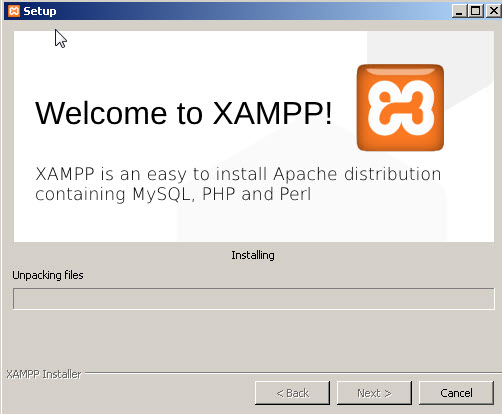 Setup
Welcome to XAMPP!
XAMPP is an easy to install Apache distribution
containing MySQL, PHP and Perl
Installing
Unpacking files
XAMPP Installer
< Back
Next >
Cancel